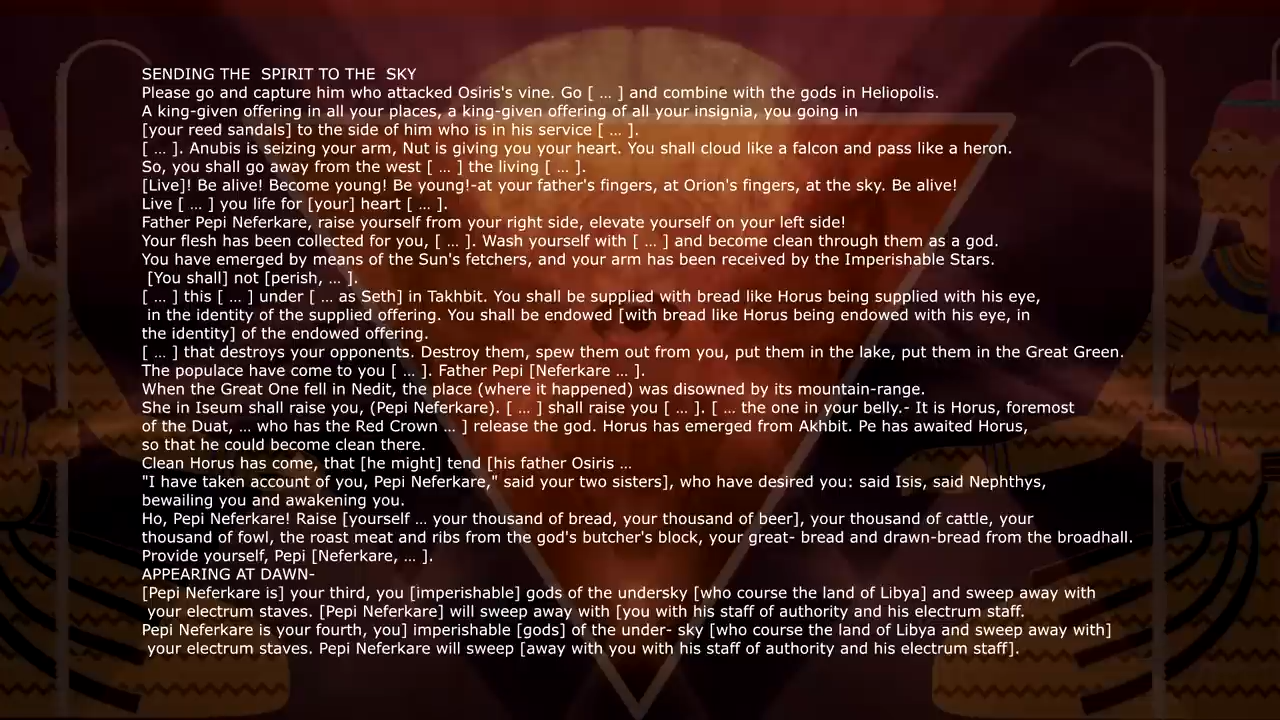 SENDING THE  SPIRIT TO THE  SKY
Please go and capture him who attacked Osiris's vine. Go [ … ] and combine with the gods in Heliopolis.
A king-given offering in all your places, a king-given offering of all your insignia, you going in
[your reed sandals] to the side of him who is in his service [ … ].
[ … ]. Anubis is seizing your arm, Nut is giving you your heart. You shall cloud like a falcon and pass like a heron.
So, you shall go away from the west [ … ] the living [ … ].
[Live]! Be alive! Become young! Be young!-at your father's fingers, at Orion's fingers, at the sky. Be alive!
Live [ … ] you life for [your] heart [ … ].
Father Pepi Neferkare, raise yourself from your right side, elevate yourself on your left side!
Your flesh has been collected for you, [ … ]. Wash yourself with [ … ] and become clean through them as a god.
You have emerged by means of the Sun's fetchers, and your arm has been received by the Imperishable Stars.
[You shall] not [perish, … ].
[ … ] this [ … ] under [ … as Seth] in Takhbit. You shall be supplied with bread like Horus being supplied with his eye,
in the identity of the supplied offering. You shall be endowed [with bread like Horus being endowed with his eye, in
the identity] of the endowed offering.
[ … ] that destroys your opponents. Destroy them, spew them out from you, put them in the lake, put them in the Great Green.
The populace have come to you [ … ]. Father Pepi [Neferkare … ].
When the Great One fell in Nedit, the place (where it happened) was disowned by its mountain-range.
She in Iseum shall raise you, (Pepi Neferkare). [ … ] shall raise you [ … ]. [ … the one in your belly.- It is Horus, foremost
of the Duat, … who has the Red Crown … ] release the god. Horus has emerged from Akhbit. Pe has awaited Horus,
so that he could become clean there.
Clean Horus has come, that [he might] tend [his father Osiris …
"I have taken account of you, Pepi Neferkare," said your two sisters], who have desired you: said Isis, said Nephthys,
bewailing you and awakening you.
Ho, Pepi Neferkare! Raise [yourself … your thousand of bread, your thousand of beer], your thousand of cattle, your
thousand of fowl, the roast meat and ribs from the god's butcher's block, your great- bread and drawn-bread from the broadhall.
Provide yourself, Pepi [Neferkare, … ].
APPEARING AT DAWN-
[Pepi Neferkare is] your third, you [imperishable] gods of the undersky [who course the land of Libya] and sweep away with
your electrum staves. [Pepi Neferkare] will sweep away with [you with his staff of authority and his electrum staff.
Pepi Neferkare is your fourth, you] imperishable [gods] of the under- sky [who course the land of Libya and sweep away with]
your electrum staves. Pepi Neferkare will sweep [away with you with his staff of authority and his electrum staff].